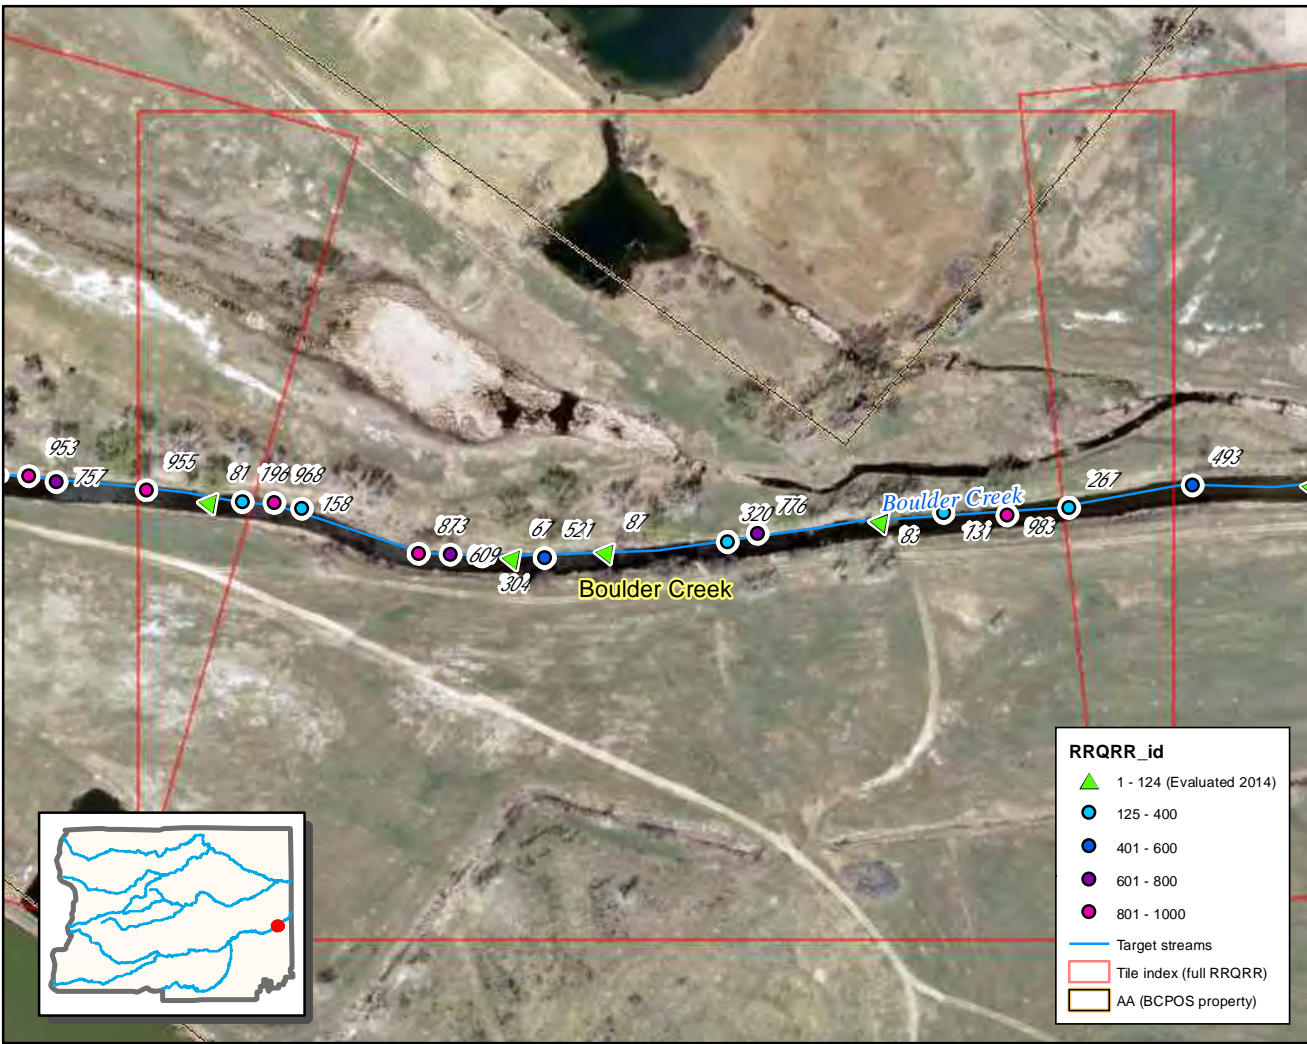 953
757
955
81
196
968
158
873
609
304
67
521
87
320
776
Boulder Creek
83
731
983
267
493
Boulder Creek
RRQRR_id
1 - 124 (Evaluated 2014)
125 - 400
401 - 600
601 - 800
801 - 1000
Target streams
Tile index (full RRQRR)
AA (BCPOS property)